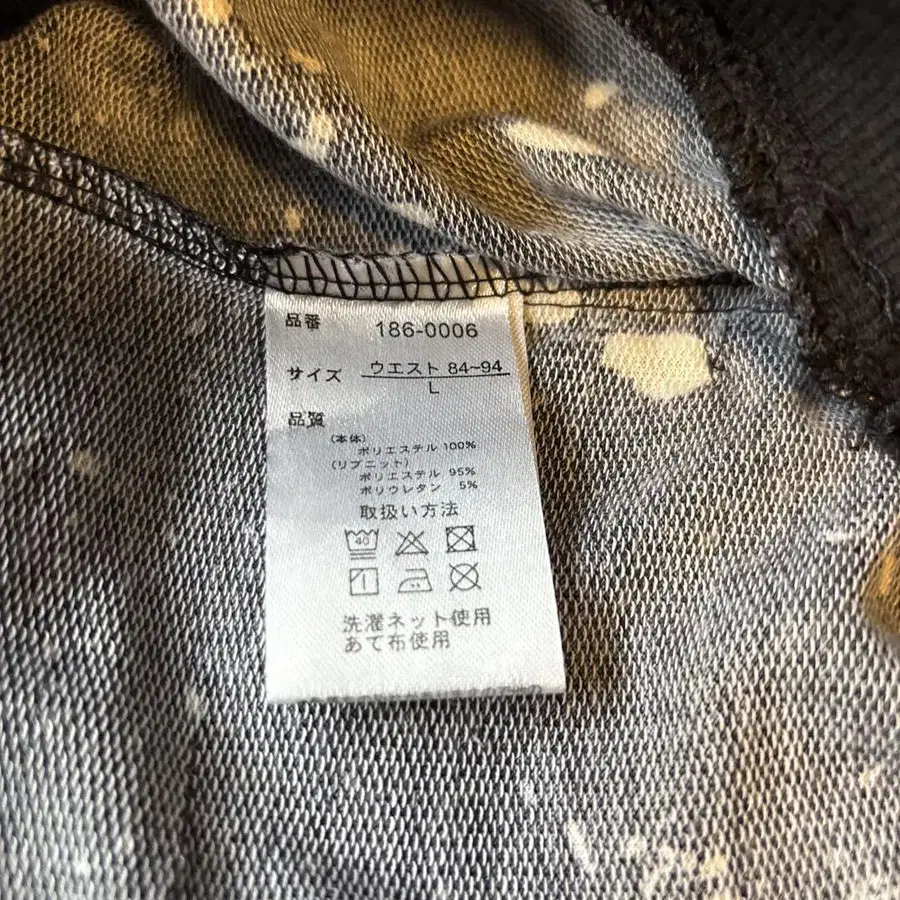 品番 186-0006
サイズ ウエスト 84~94
L
品質
(本体)
ポリエステル 100%
(リブニット)
ポリエステル 95%
ポリウレタン 5%
取扱い方法
40
洗濯ネット使用
あて布使用